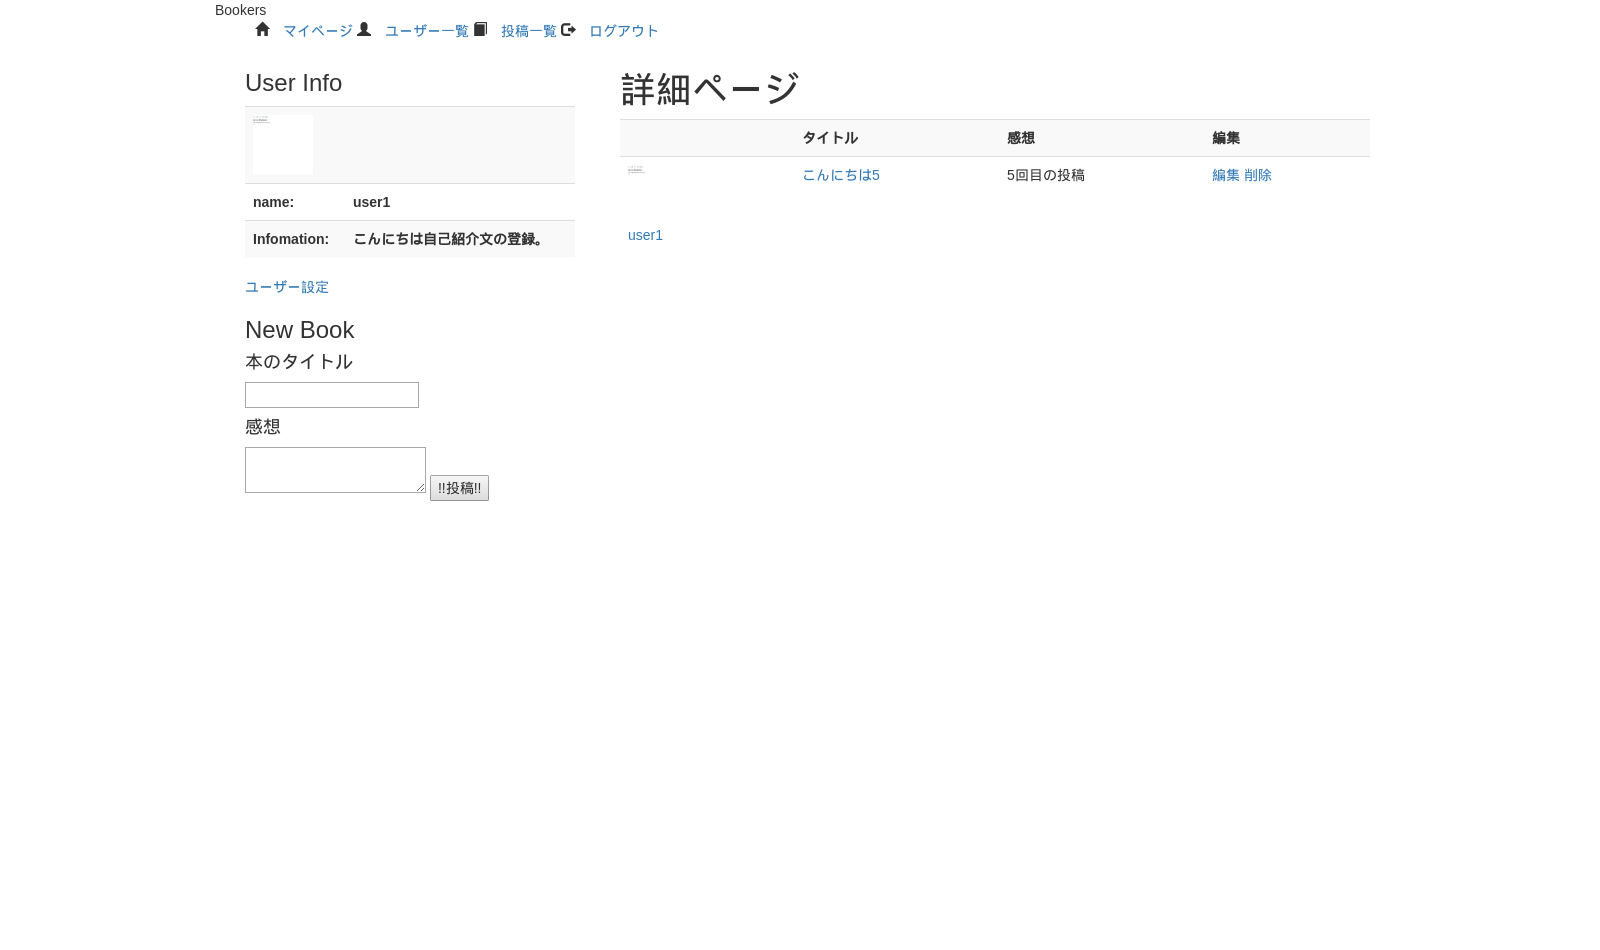 Bookers
マイページ ユーザー一覧 投稿一覧 ログアウト
User Info
name: user1
Infomation: こんにちは自己紹介文の登録。
ユーザー設定
New Book
本のタイトル
感想
!!投稿!!
詳細ページ
タイトル 感想 編集
こんにちは5 5回目の投稿 編集 削除
user1